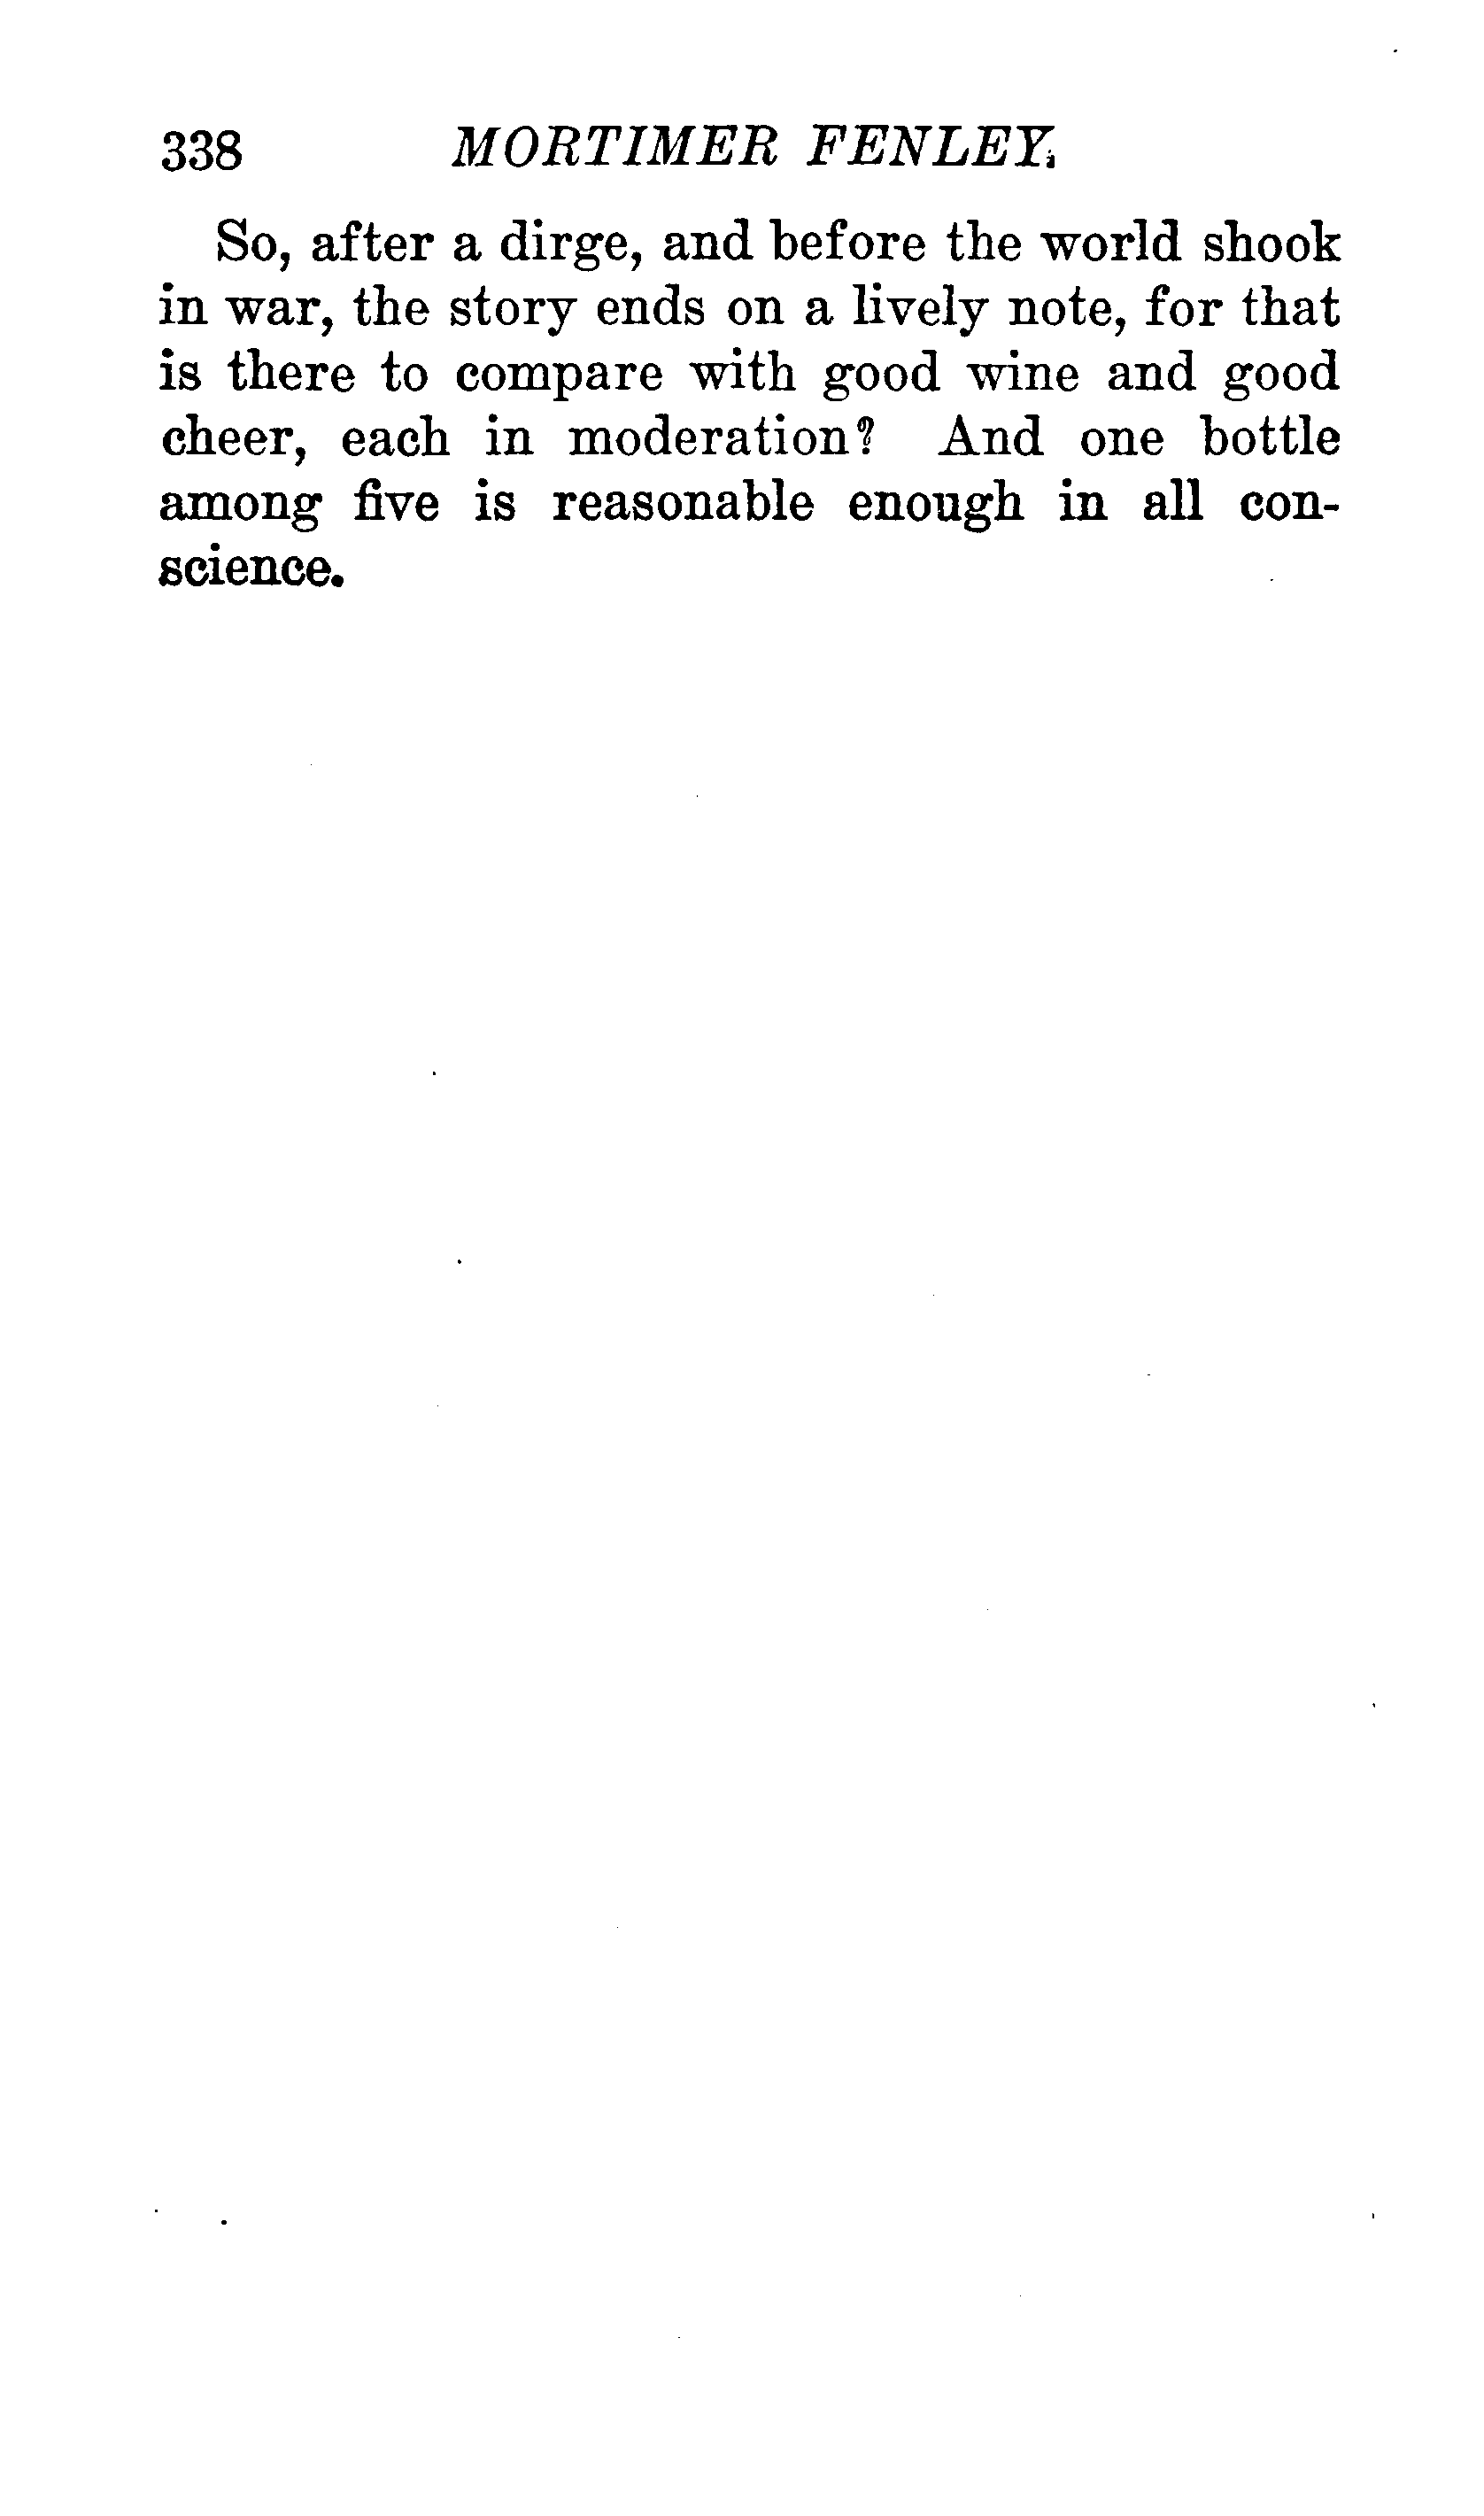 338 MORTIMER FENLEY.
So, after a dirge, and before the world shook
in war, the story ends on a lively note, for that
is there to compare with good wine and good
cheer, each in moderation? And one bottle
among five is reasonable enough in all con-
science.